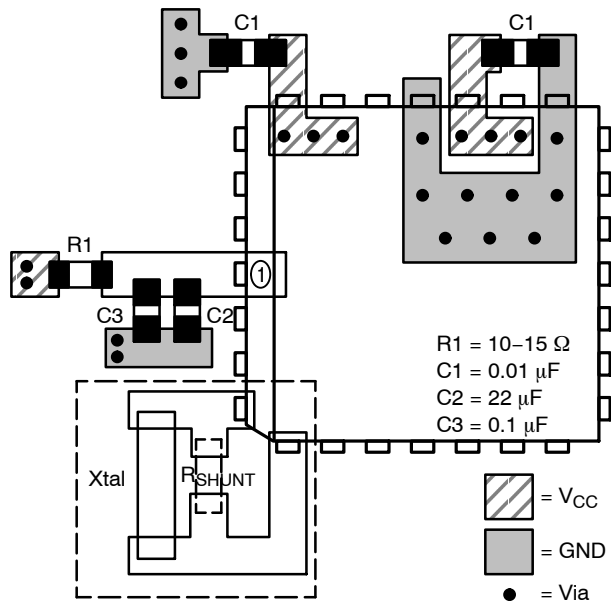 C1
C1
R1
1
C3
C2
R1 = 10–15 Ω
C1 = 0.01 μF
C2 = 22 μF
C3 = 0.1 μF
Xtal
RSHUNT
= VCC
= GND
= Via